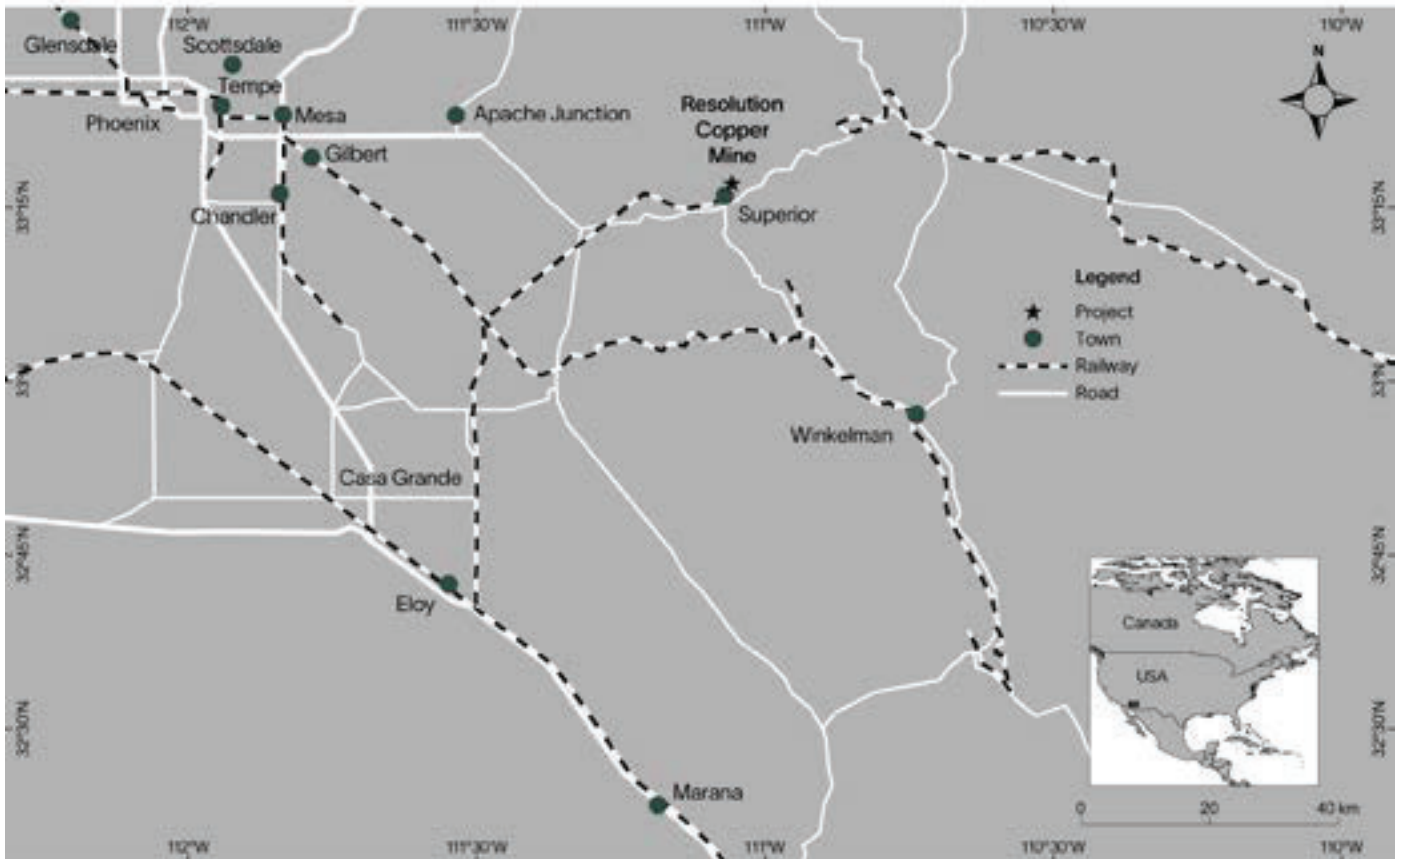 112°W
111°30'W
111°W
110°30'W
110°W
Glensdale
Scottsdale
Tempe
Phoenix
Mesa
Apache Junction
Gilbert
Chandler
Resolution
Copper
Mine
Superior
N
33°15'N
33°15'N
Legend
Project
Town
Railway
Road
33°N
33°N
Winkelman
Casa Grande
32°45'N
32°45'N
Eloy
Canada
USA
32°30'N
32°30'N
Marana
0
20
40 km
112°W
111°30'W
111°W
110°30'W
110°W